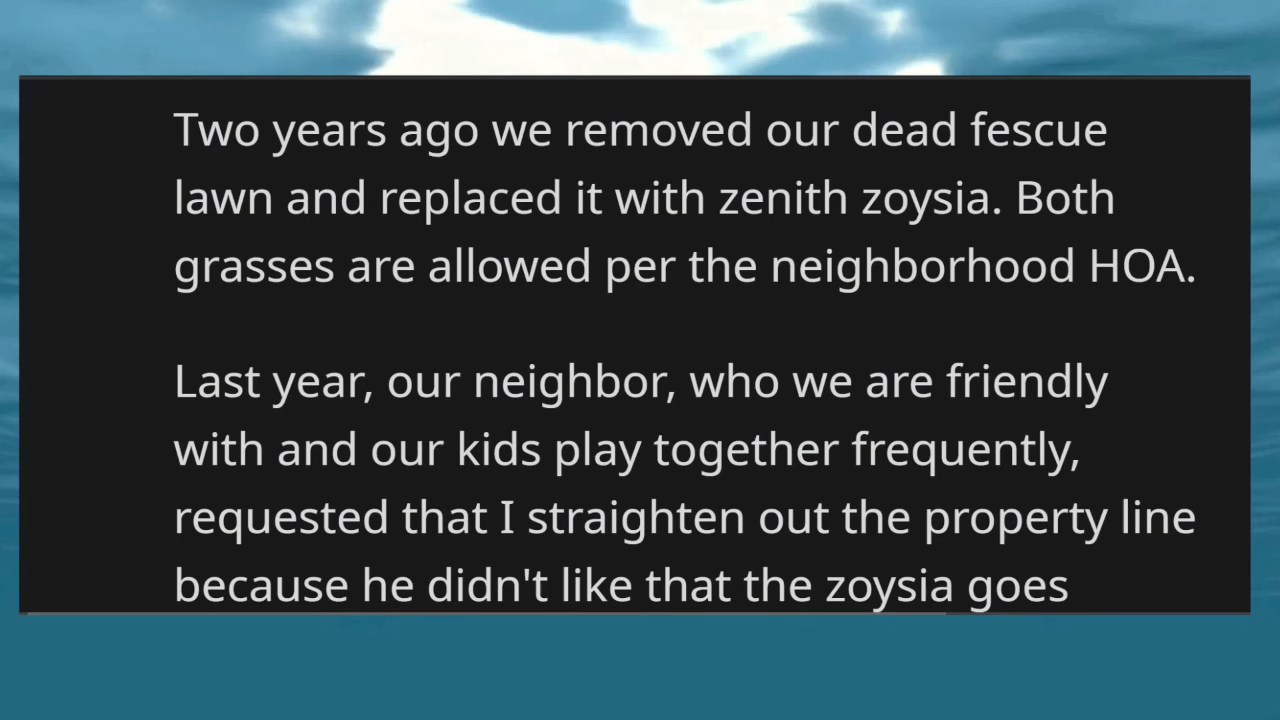 Two years ago we removed our dead fescue
lawn and replaced it with zenith zoysia. Both
grasses are allowed per the neighborhood HOA.
Last year, our neighbor, who we are friendly
with and our kids play together frequently,
requested that I straighten out the property line
because he didn't like that the zoysia goes